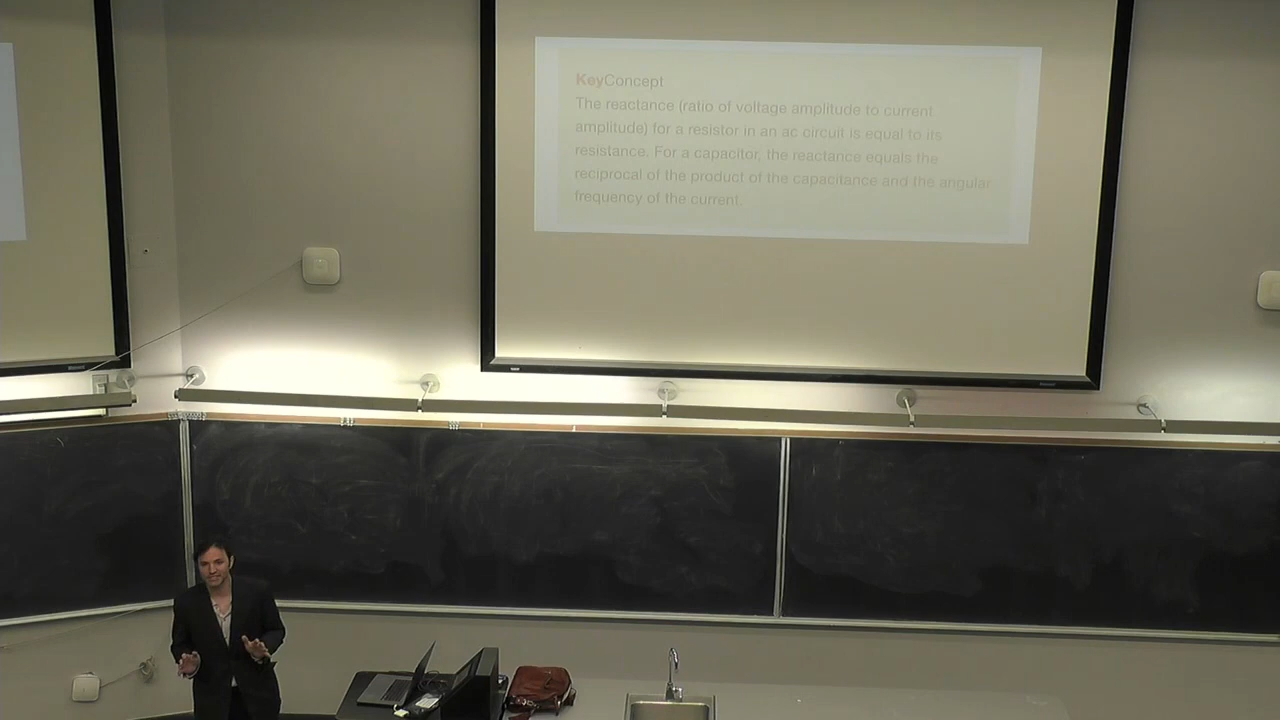 KeyConcept
The reactance (ratio of voltage amplitude to current
amplitude) for a resistor in an ac circuit is equal to its
resistance. For a capacitor, the reactance equals the
reciprocal of the product of the capacitance and the angular
frequency of the current.